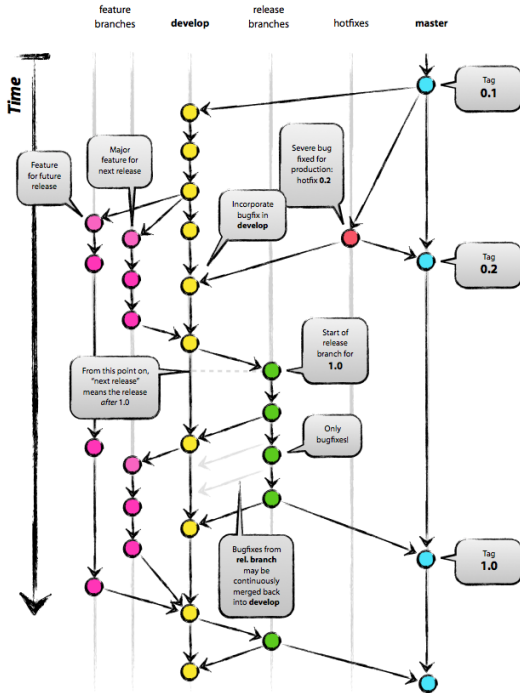 feature
branches
develop
release
branches
hotfixes
master
Time
Tag
0.1
Major
feature for
next release
Feature
for future
release
Severe bug
fixed for
production:
hotfix 0.2
Incorporate
bugfix in
develop
Tag
0.2
Start of
release
branch for
1.0
From this point on,
“next release”
means the release
after 1.0
Only
bugfixes!
Bugfixes from
rel. branch
may be
continuously
merged back
into develop
Tag
1.0